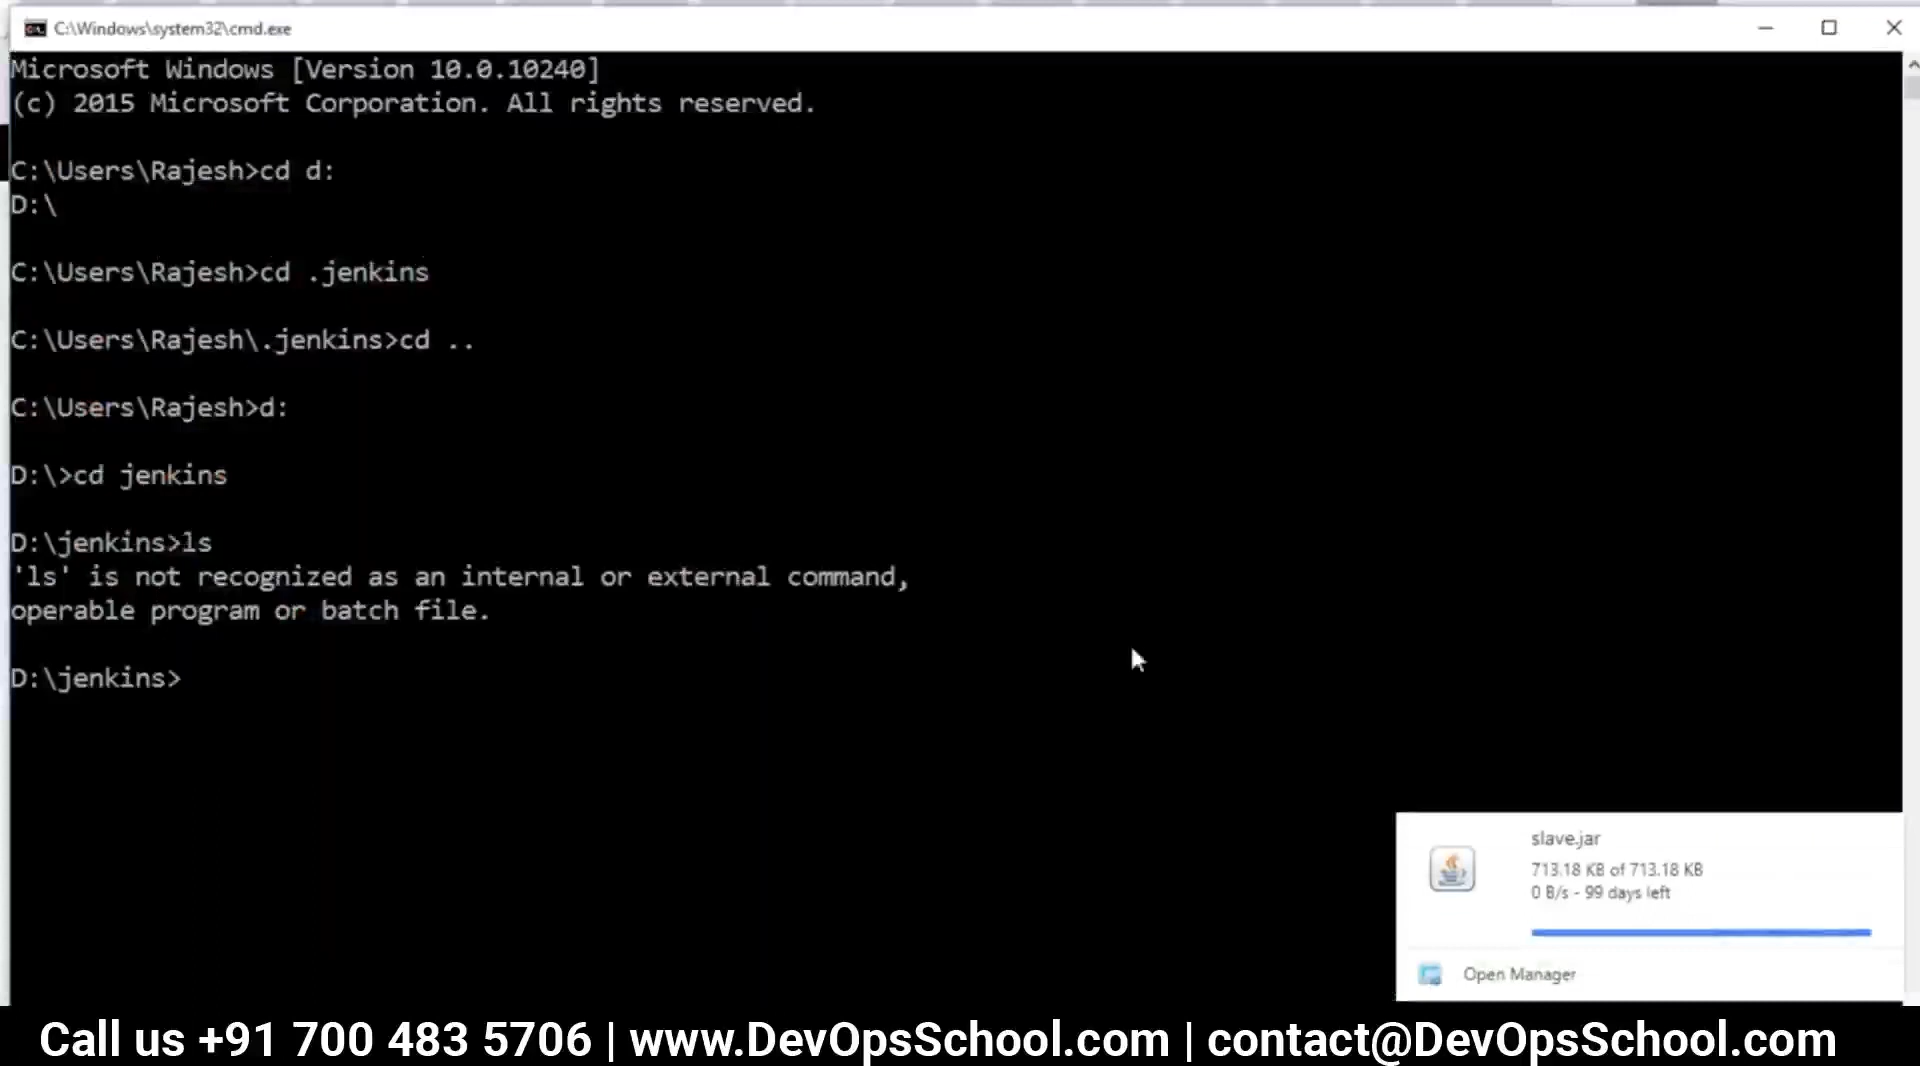 C:\Windows\system32\cmd.exe
Microsoft Windows [Version 10.0.10240]
(c) 2015 Microsoft Corporation. All rights reserved.
C:\Users\Rajesh>cd d:
D:\
C:\Users\Rajesh>cd .jenkins
C:\Users\Rajesh\.jenkins>cd ..
C:\Users\Rajesh>d:
D:\>cd jenkins
D:\jenkins>ls
'ls' is not recognized as an internal or external command,
operable program or batch file.
D:\jenkins>
slave.jar
713.18 KB of 713.18 KB
0 B/s - 99 days left
Open Manager
Call us +91 700 483 5706 | www.DevOpsSchool.com | contact@DevOpsSchool.com